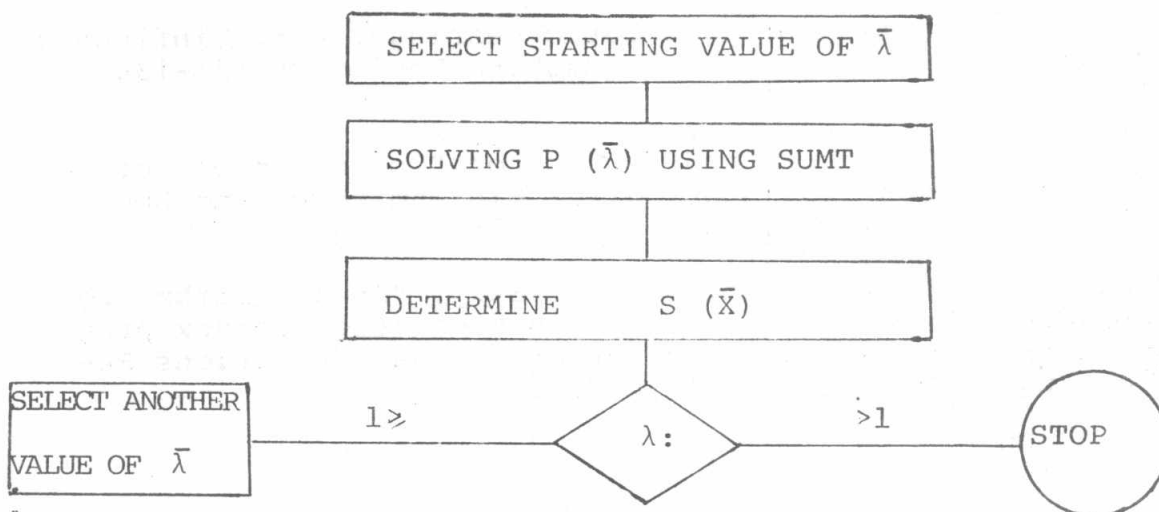 SELECT STARTING VALUE OF λ̄
SOLVING P (λ̄) USING SUMT
DETERMINE S (X̄)
SELECT ANOTHER
VALUE OF λ̄
1⩾
λ:
>1
STOP